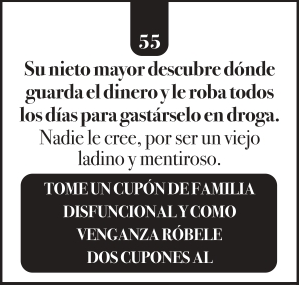 55
Su nieto mayor descubre dónde
guarda el dinero y le roba todos
los días para gastárselo en droga.
Nadie le cree, por ser un viejo
ladino y mentiroso.
TOME UN CUPÓN DE FAMILIA
DISFUNCIONAL Y COMO
VENGANZA RÓBELE
DOS CUPONES AL